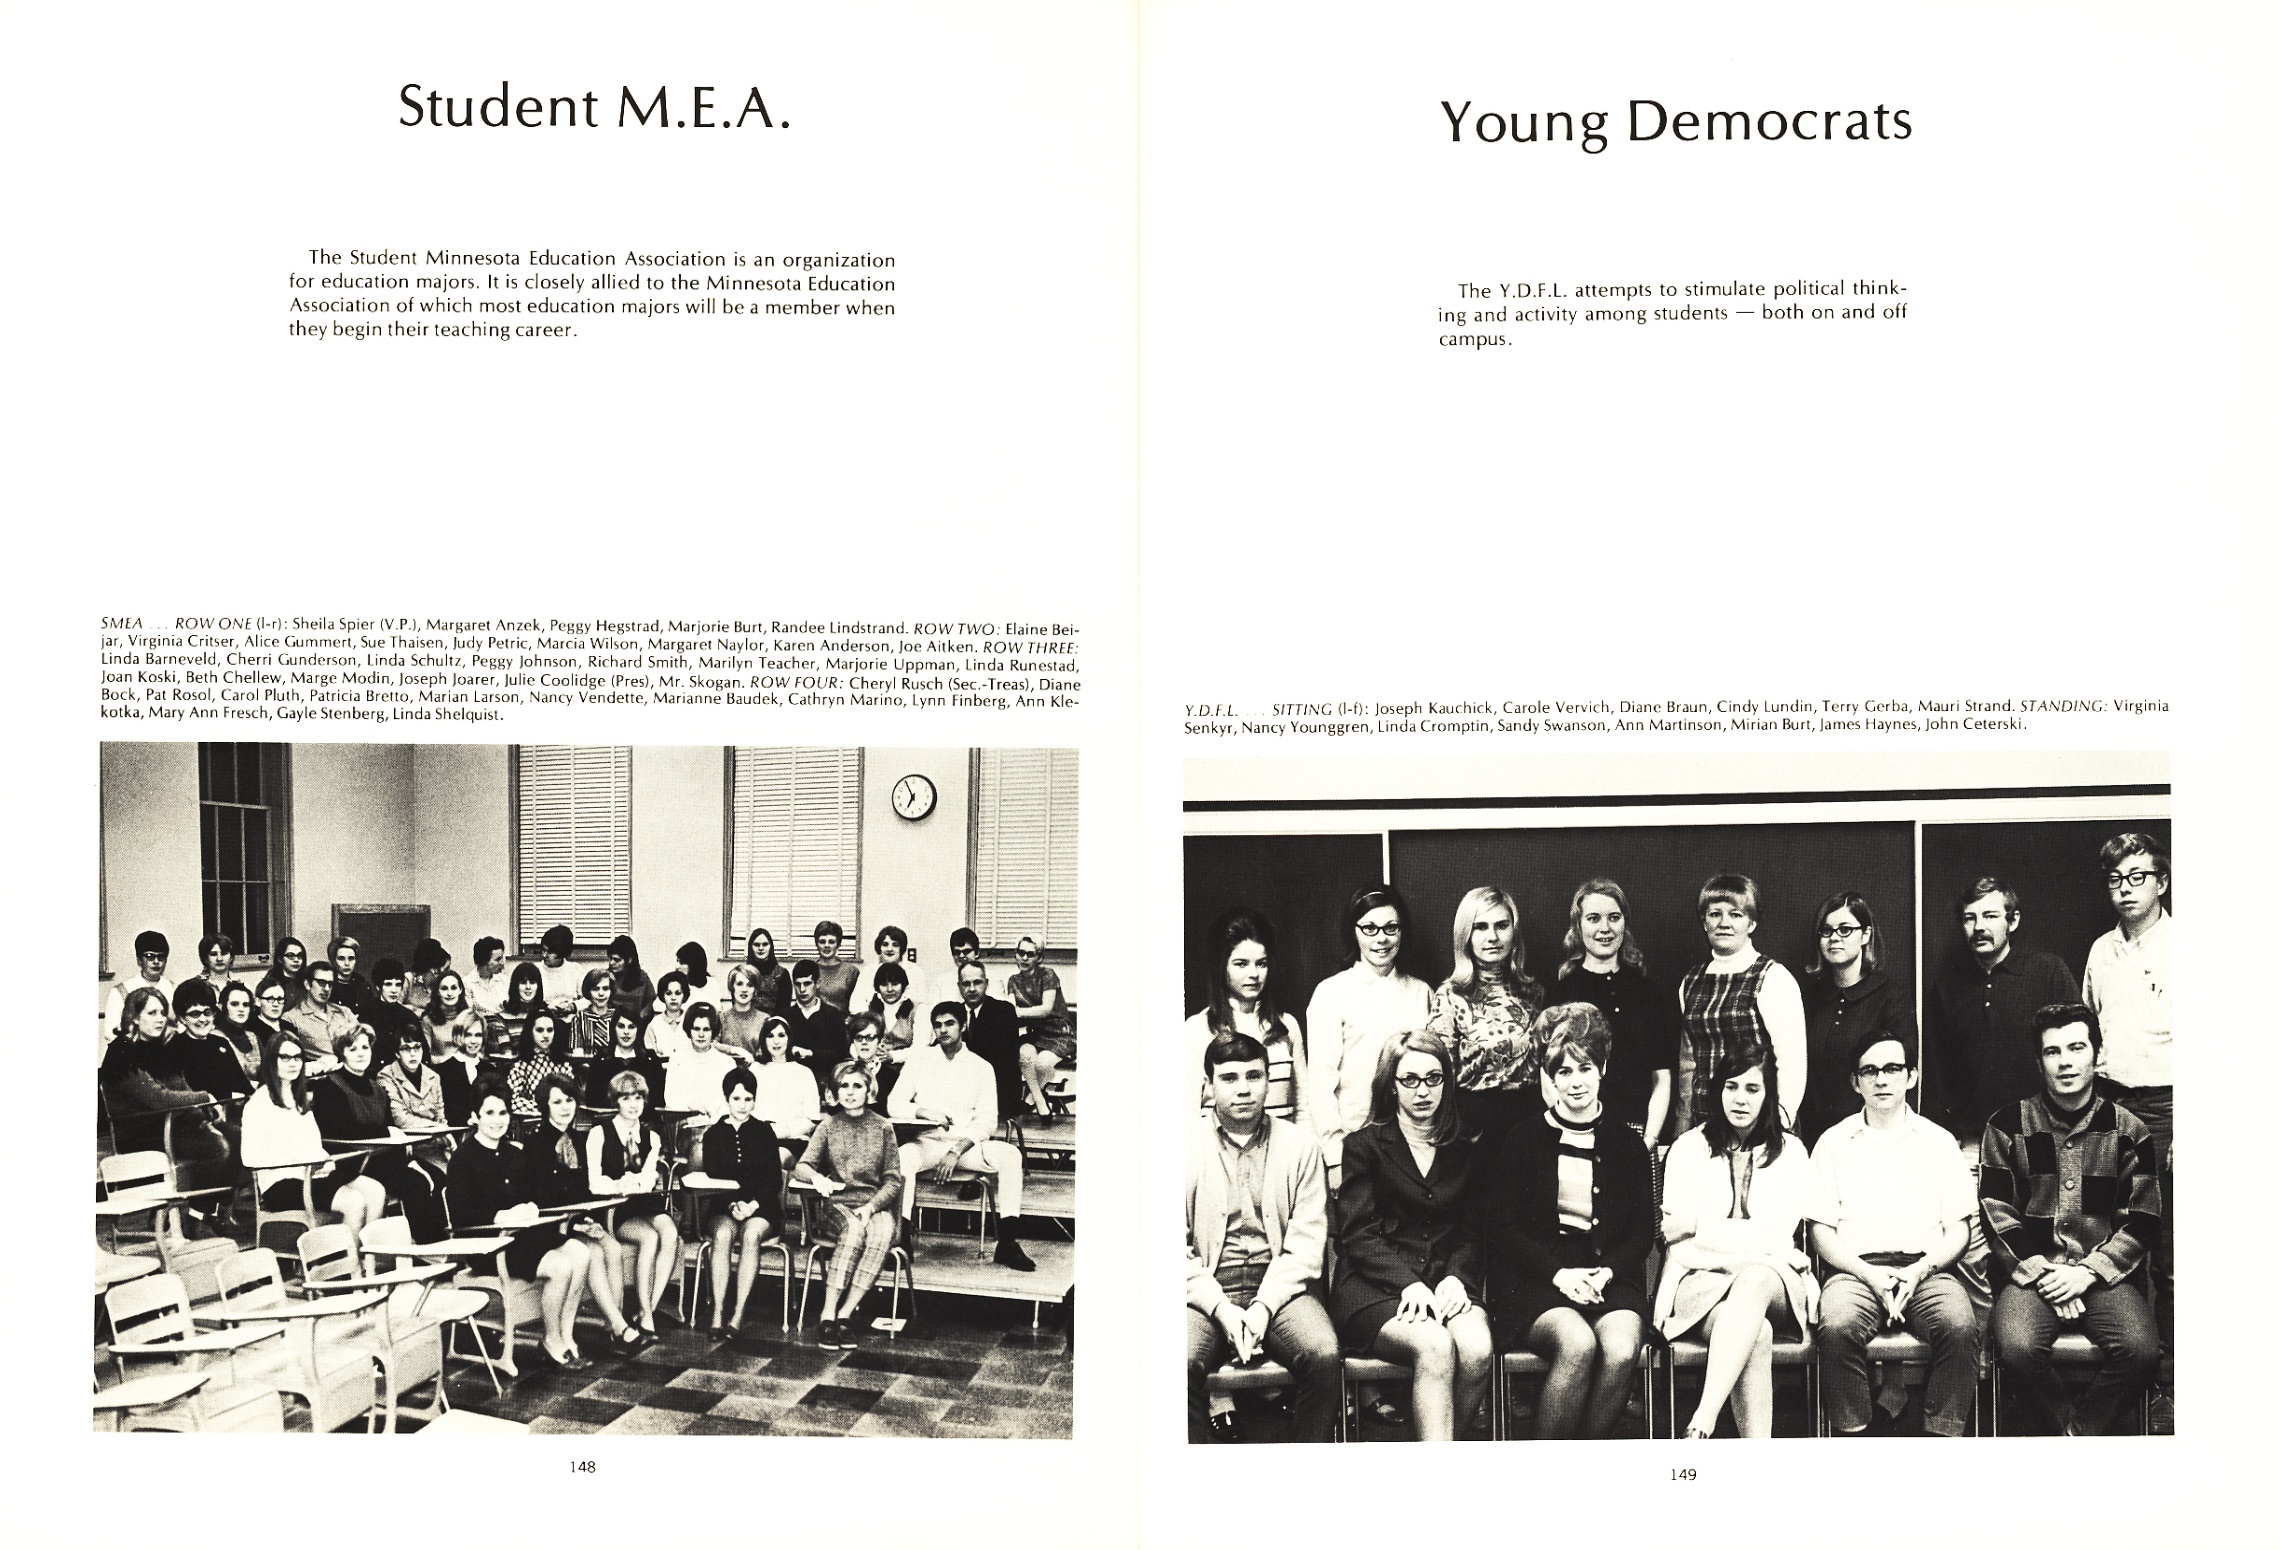 Student M.E.A.
The Student Minnesota Education Association is an organization
for education majors. It is closely allied to the Minnesota Education
Association of which most education majors will be a member when
they begin their teaching career.
SMEA ... ROW ONE (l-r): Sheila Spier (V.P.), Margaret Anzek, Peggy Hegstrad, Marjorie Burt, Randee Lindstrand. ROW TWO: Elaine Bei-
jar, Virginia Critser, Alice Gummert, Sue Thaisen, Judy Petric, Marcia Wilson, Margaret Naylor, Karen Anderson, Joe Aitken. ROW THREE:
Linda Barneveld, Cherri Gunderson, Linda Schultz, Peggy Johnson, Richard Smith, Marilyn Teacher, Marjorie Uppman, Linda Runestad,
Joan Koski, Beth Chellew, Marge Modin, Joseph Joarer, Julie Coolidge (Pres), Mr. Skogan. ROW FOUR: Cheryl Rusch (Sec.-Treas), Diane
Bock, Pat Rosol, Carol Pluth, Patricia Bretto, Marian Larson, Nancy Vendette, Marianne Baudek, Cathryn Marino, Lynn Finberg, Ann Kle-
kotka, Mary Ann Fresch, Gayle Stenberg, Linda Shelquist.
148
Young Democrats
The Y.D.F.L. attempts to stimulate political think-
ing and activity among students — both on and off
campus.
Y.D.F.L. ... SITTING (l-f): Joseph Kauchick, Carole Vervich, Diane Braun, Cindy Lundin, Terry Gerba, Mauri Strand. STANDING: Virginia
Senkyr, Nancy Younggren, Linda Cromptin, Sandy Swanson, Ann Martinson, Mirian Burt, James Haynes, John Ceterski.
149